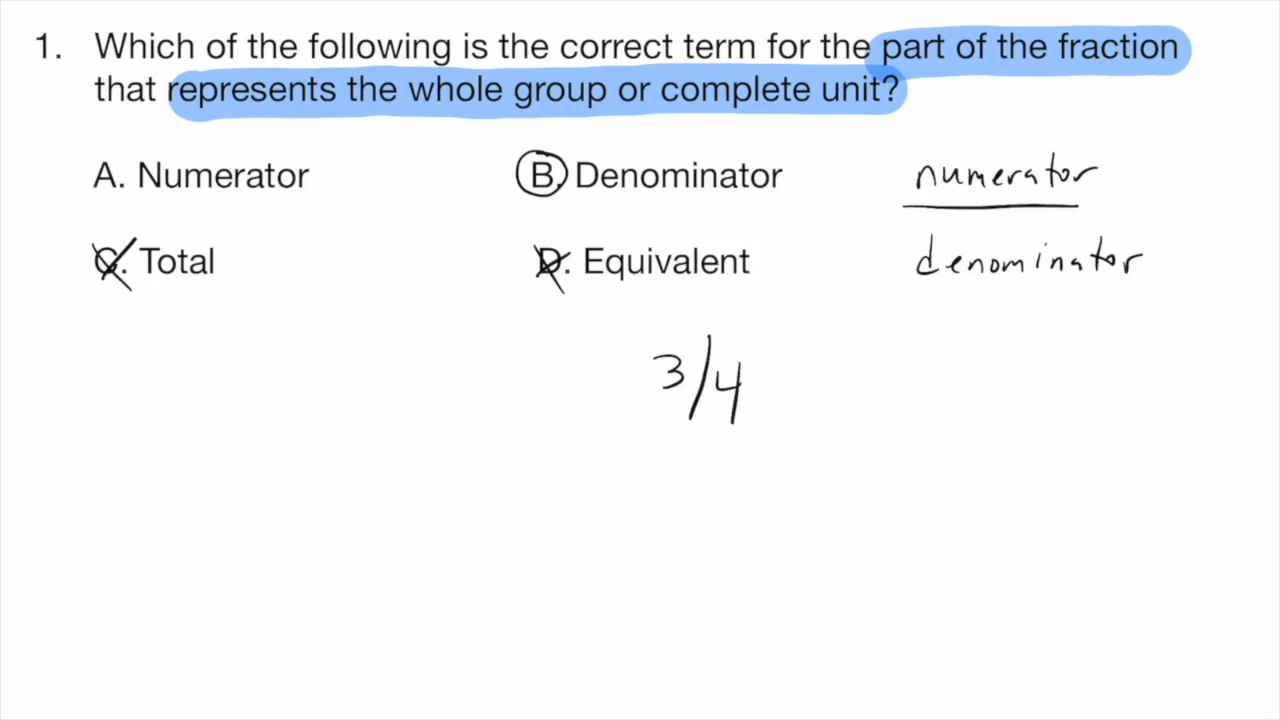 1. Which of the following is the correct term for the part of the fraction
that represents the whole group or complete unit?
A. Numerator
B. Denominator
numerator
C. Total
D. Equivalent
denominator
3/4